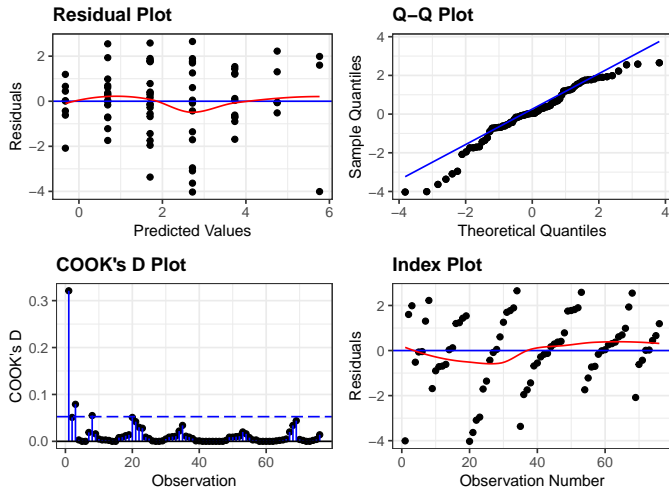 Residual Plot
2
0
−2
−4
Residuals
0
2
4
6
Predicted Values
Q−Q Plot
4
2
0
−2
−4
Sample Quantiles
−4
−2
0
2
4
Theoretical Quantiles
COOK's D Plot
0.3
0.2
0.1
0.0
COOK's D
0
20
40
60
Observation
Index Plot
2
0
−2
−4
Residuals
0
20
40
60
Observation Number